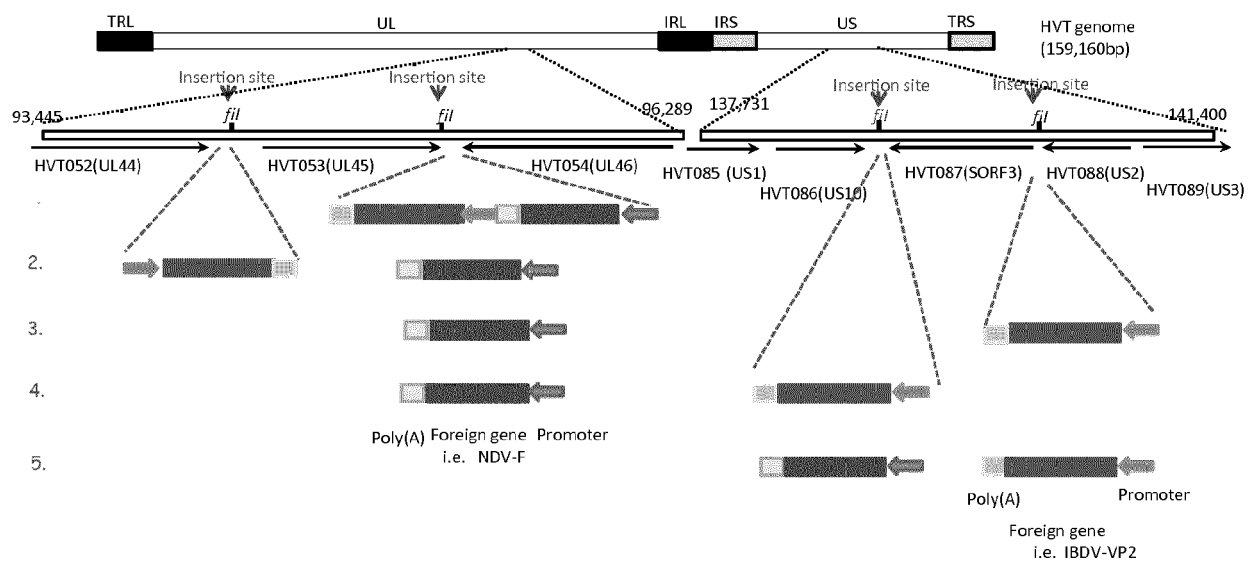 TRL UL IRL IRS US TRS
HVT genome
(159,160bp)
Insertion site Insertion site Insertion site Insertion site
93,445 fil fil 96,289 137,731 fil fil 141,400
HVT052(UL44) HVT053(UL45) HVT054(UL46) HVT085 (US1) HVT086(US10) HVT087(SORF3) HVT088(US2) HVT089(US3)
2.
3.
4.
Poly(A) Foreign gene Promoter
i.e. NDV-F
5.
Poly(A) Promoter
Foreign gene
i.e. IBDV-VP2